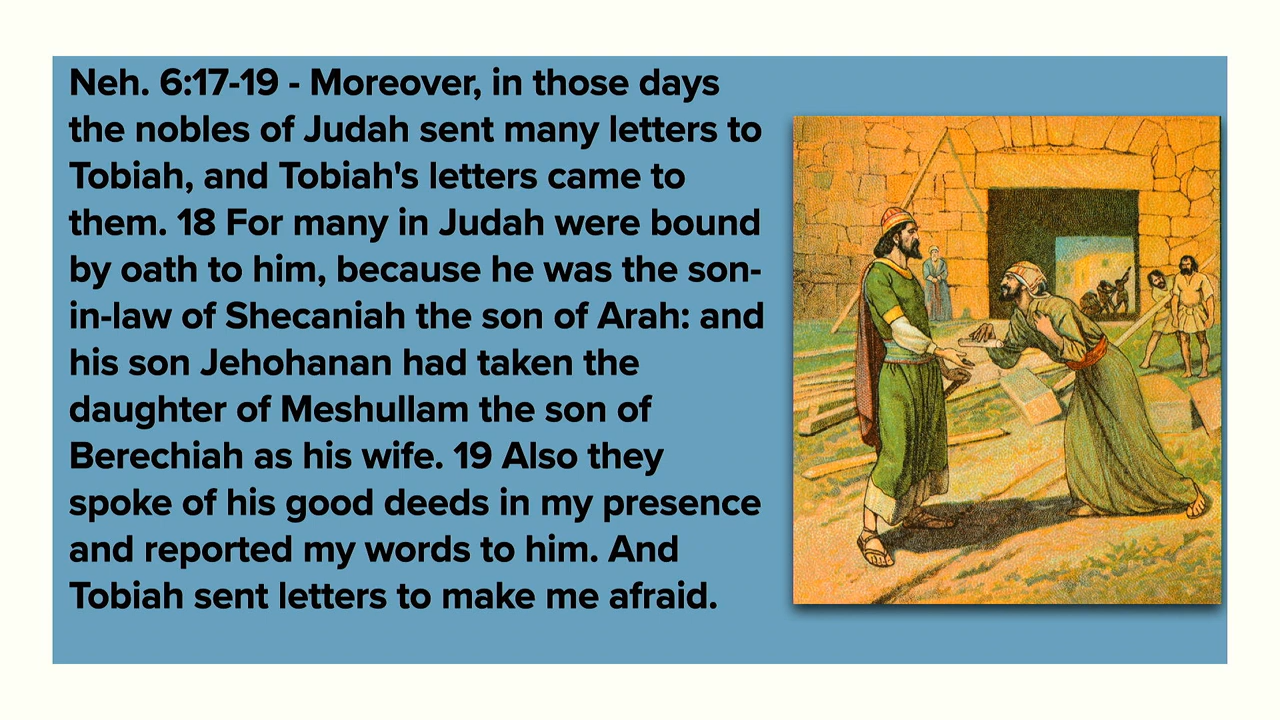 Neh. 6:17-19 - Moreover, in those days
the nobles of Judah sent many letters to
Tobiah, and Tobiah's letters came to
them. 18 For many in Judah were bound
by oath to him, because he was the son-
in-law of Shecaniah the son of Arah: and
his son Jehohanan had taken the
daughter of Meshullam the son of
Berechiah as his wife. 19 Also they
spoke of his good deeds in my presence
and reported my words to him. And
Tobiah sent letters to make me afraid.